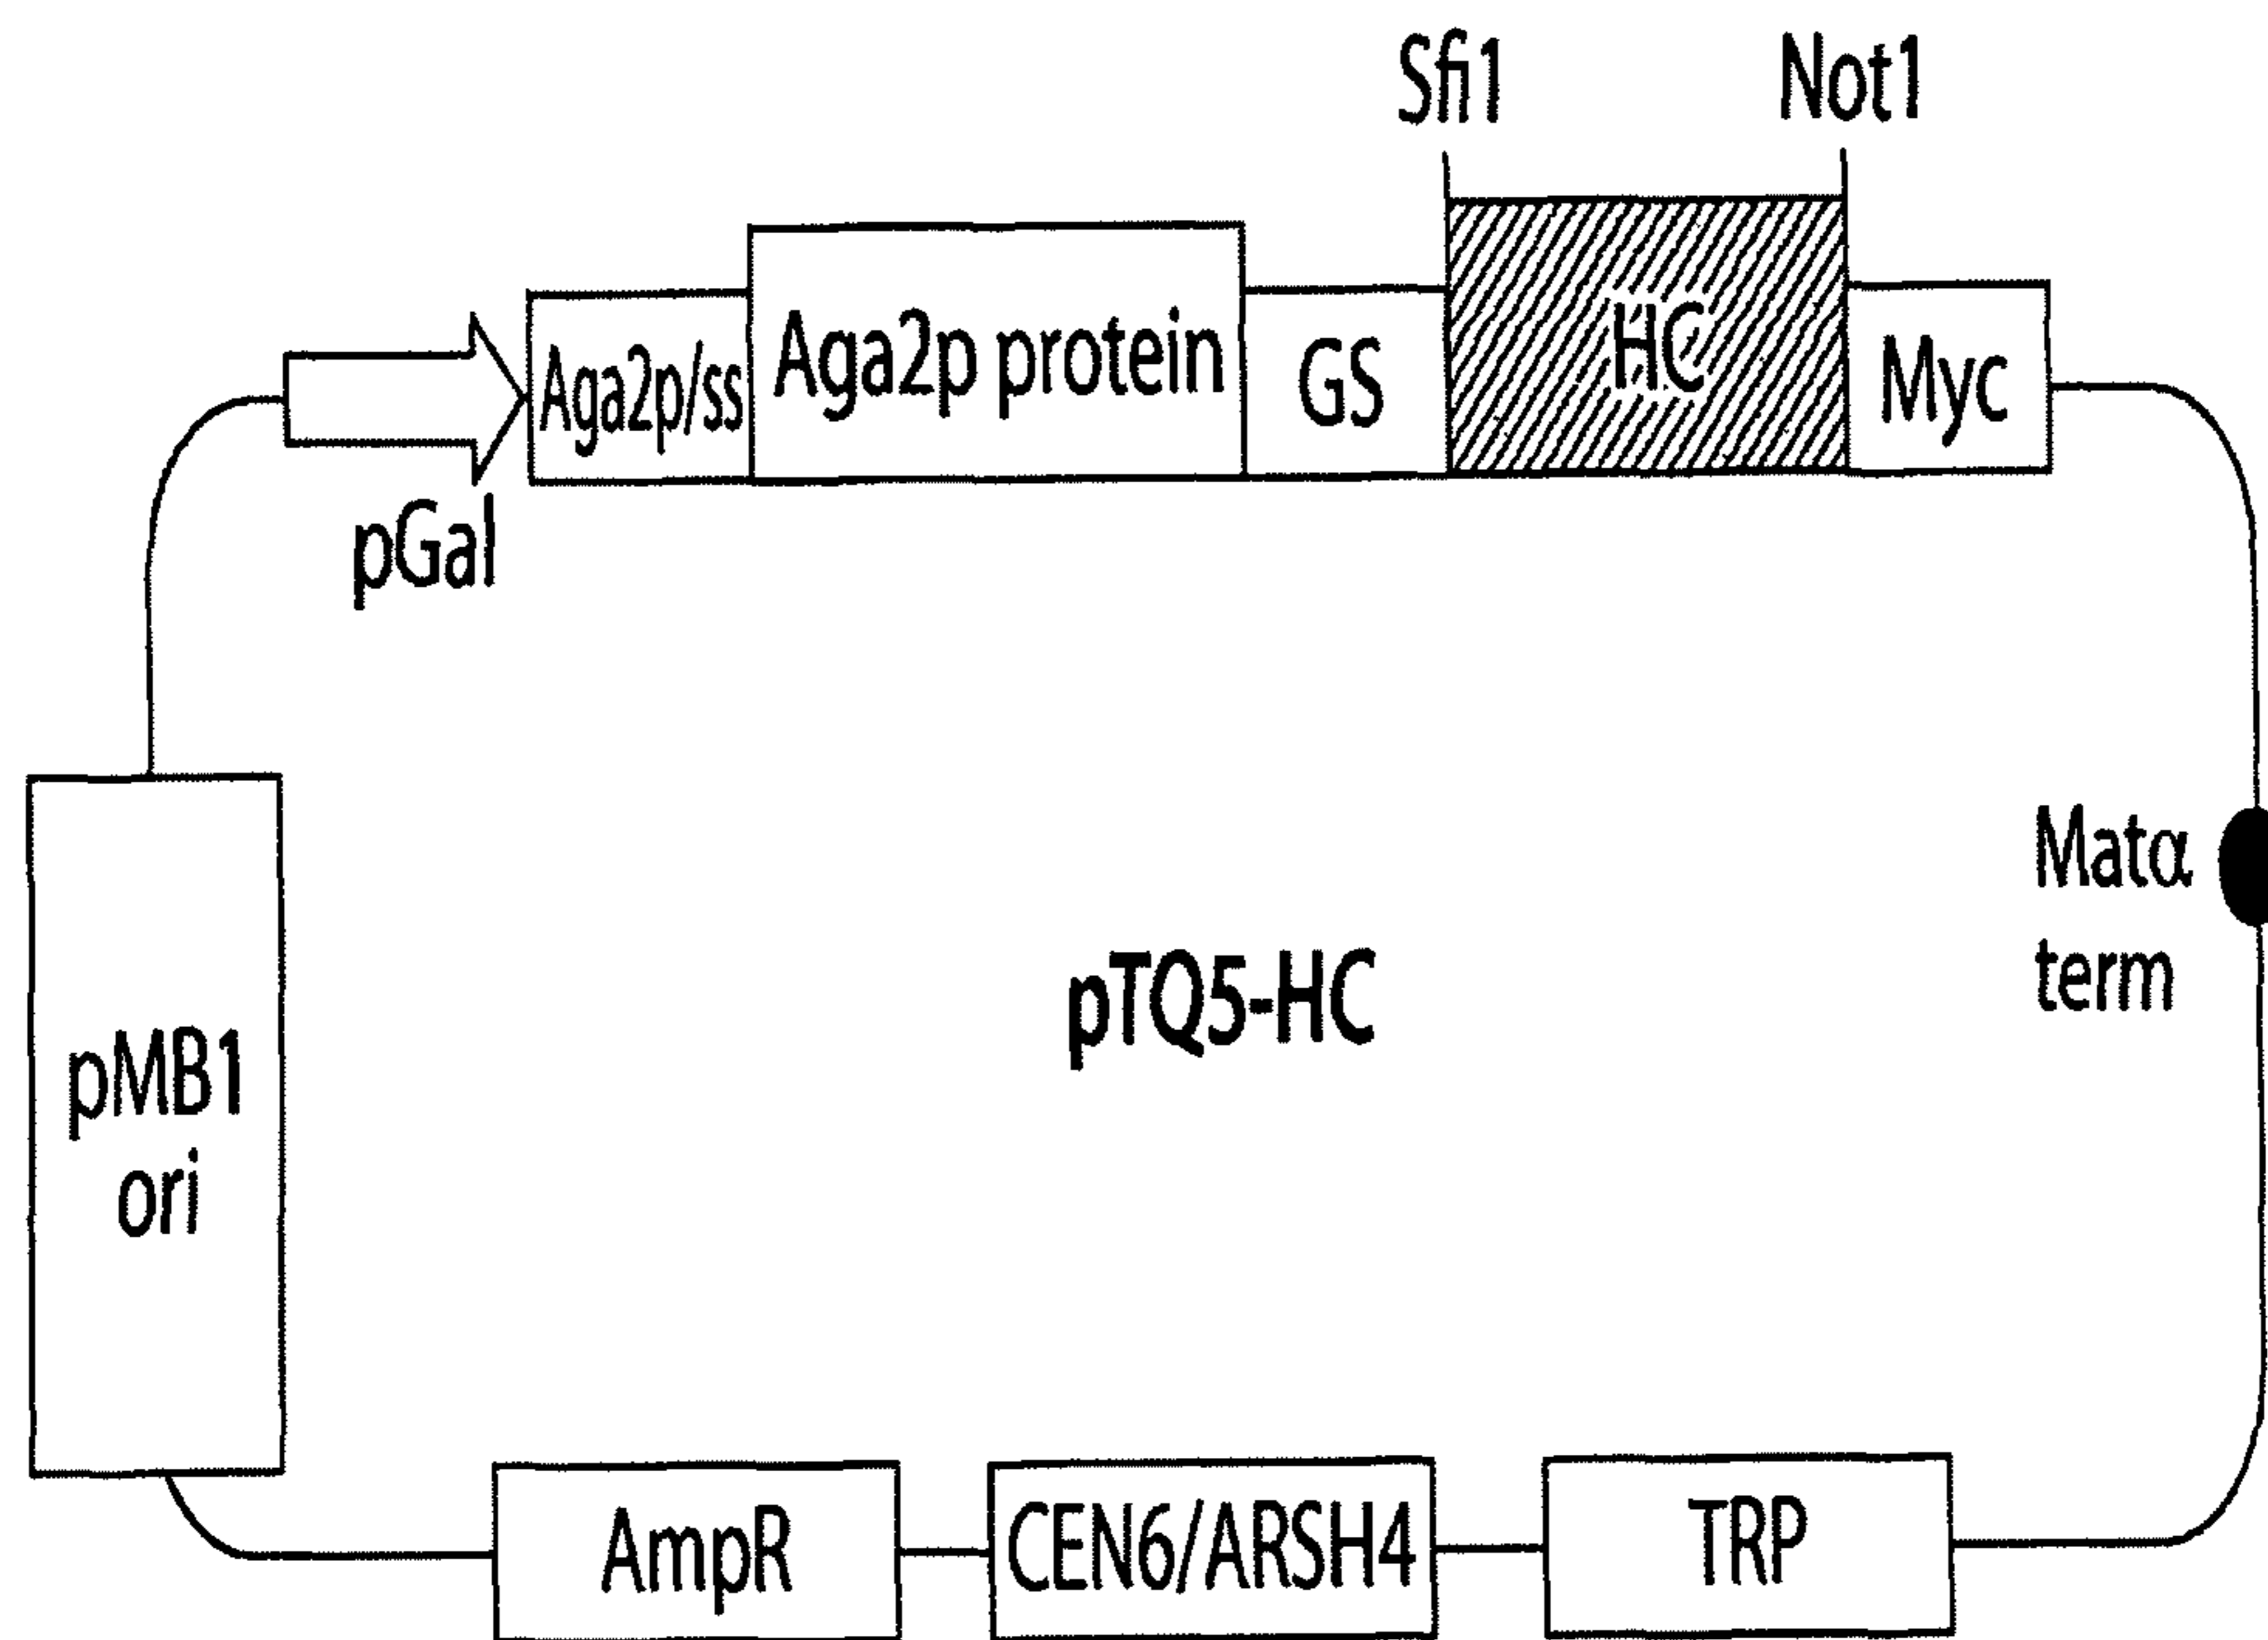 Sfi1
Not1
Aga2p/ss
Aga2p protein
GS
HC
Myc
pGal
Matα
term
pTQ5-HC
pMB1
ori
AmpR
CEN6/ARSH4
TRP